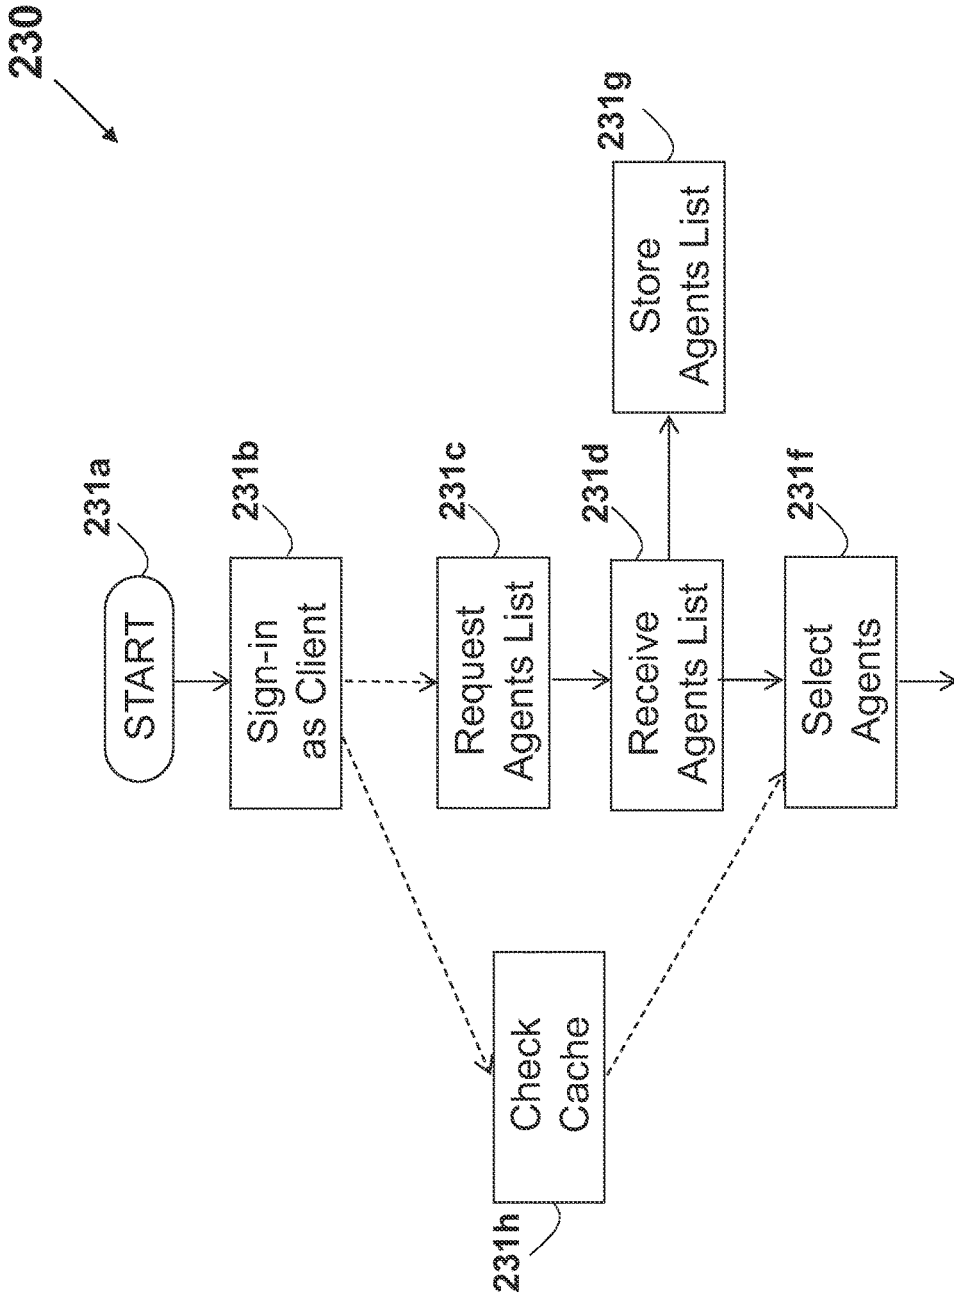 230
231a
START
231b
Sign-in
as Client
231c
Request
Agents List
231d
Receive
Agents List
231g
Store
Agents List
231f
Select
Agents
231h
Check
Cache